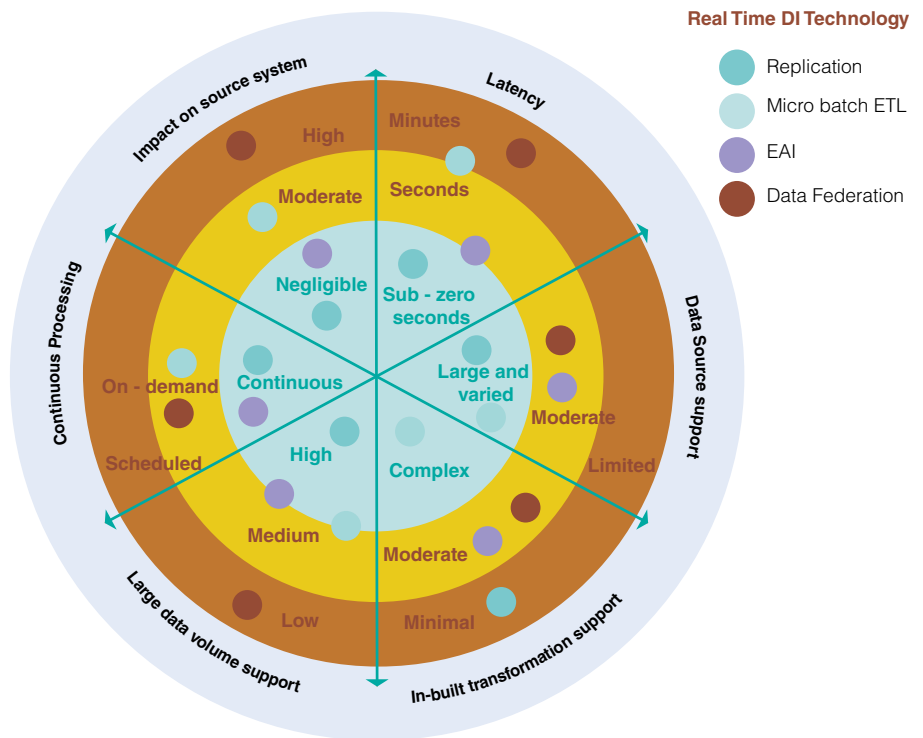 Real Time DI Technology
Replication
Micro batch ETL
EAI
Data Federation
Impact on source system
High
Moderate
Negligible
Latency
Minutes
Seconds
Sub - zero
seconds
Data Source support
Large and
varied
Moderate
Limited
In-built transformation support
Complex
Moderate
Minimal
Large data volume support
High
Medium
Low
Continuous Processing
Continuous
On - demand
Scheduled